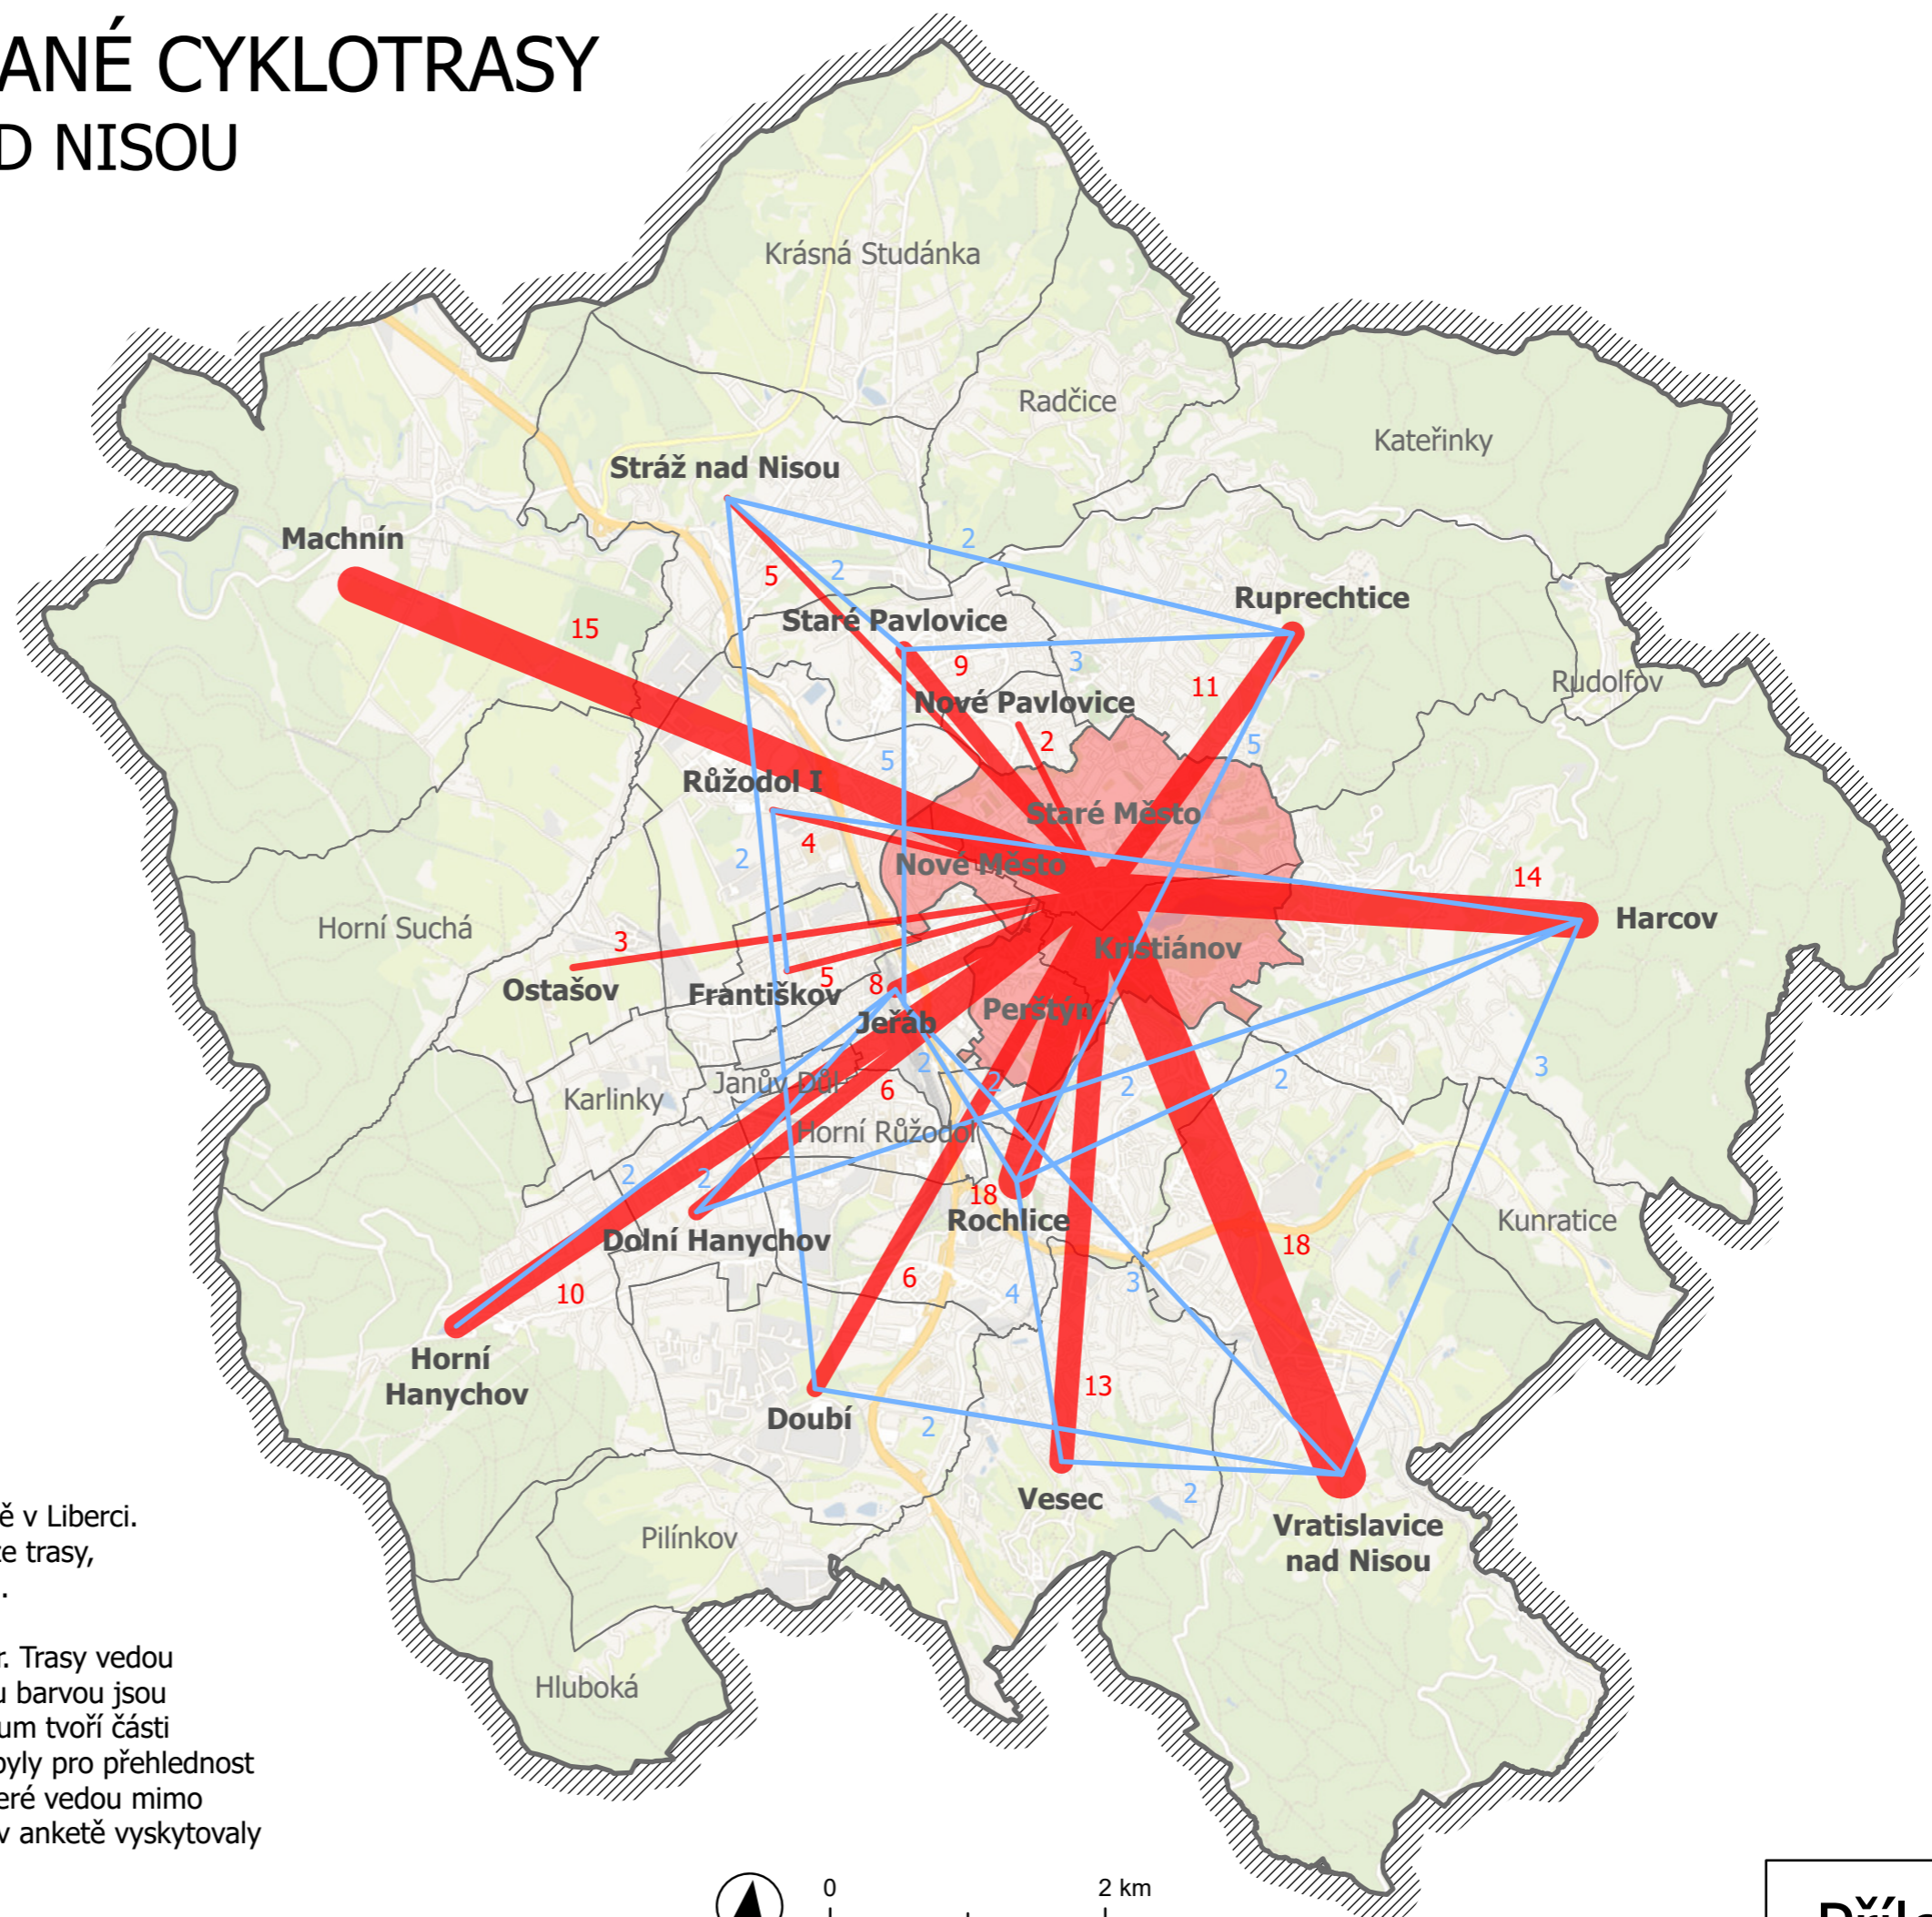 ANÉ CYKLOTRASY
D NISOU
Krásná Studánka
Radčice
Kateřinky
Stráž nad Nisou
Machnín
2
2
5
Ruprechtice
Staré Pavlovice
15
9
3
Rudolfov
11
Nové Pavlovice
2
5
5
Růžodol I
Staré Město
4
2
Nové Město
14
Harcov
Horní Suchá
3
Kristiánov
Ostašov
Františkov
5
8
Perštýn
Jeřáb
2
3
2
2
2
Janův Důl
6
Karlinky
Horní Růžodol
2
2
18
Rochlice
Kunratice
Dolní Hanychov
18
6
3
10
4
Horní
Hanychov
13
Doubí
2
Vesec
2
Vratislavice
nad Nisou
Pilínkov
Hluboká
ě v Liberci.
ze trasy,
.
r. Trasy vedou
u barvou jsou
um tvoří části
byly pro přehlednost
eré vedou mimo
v anketě vyskytovaly
0
2 km